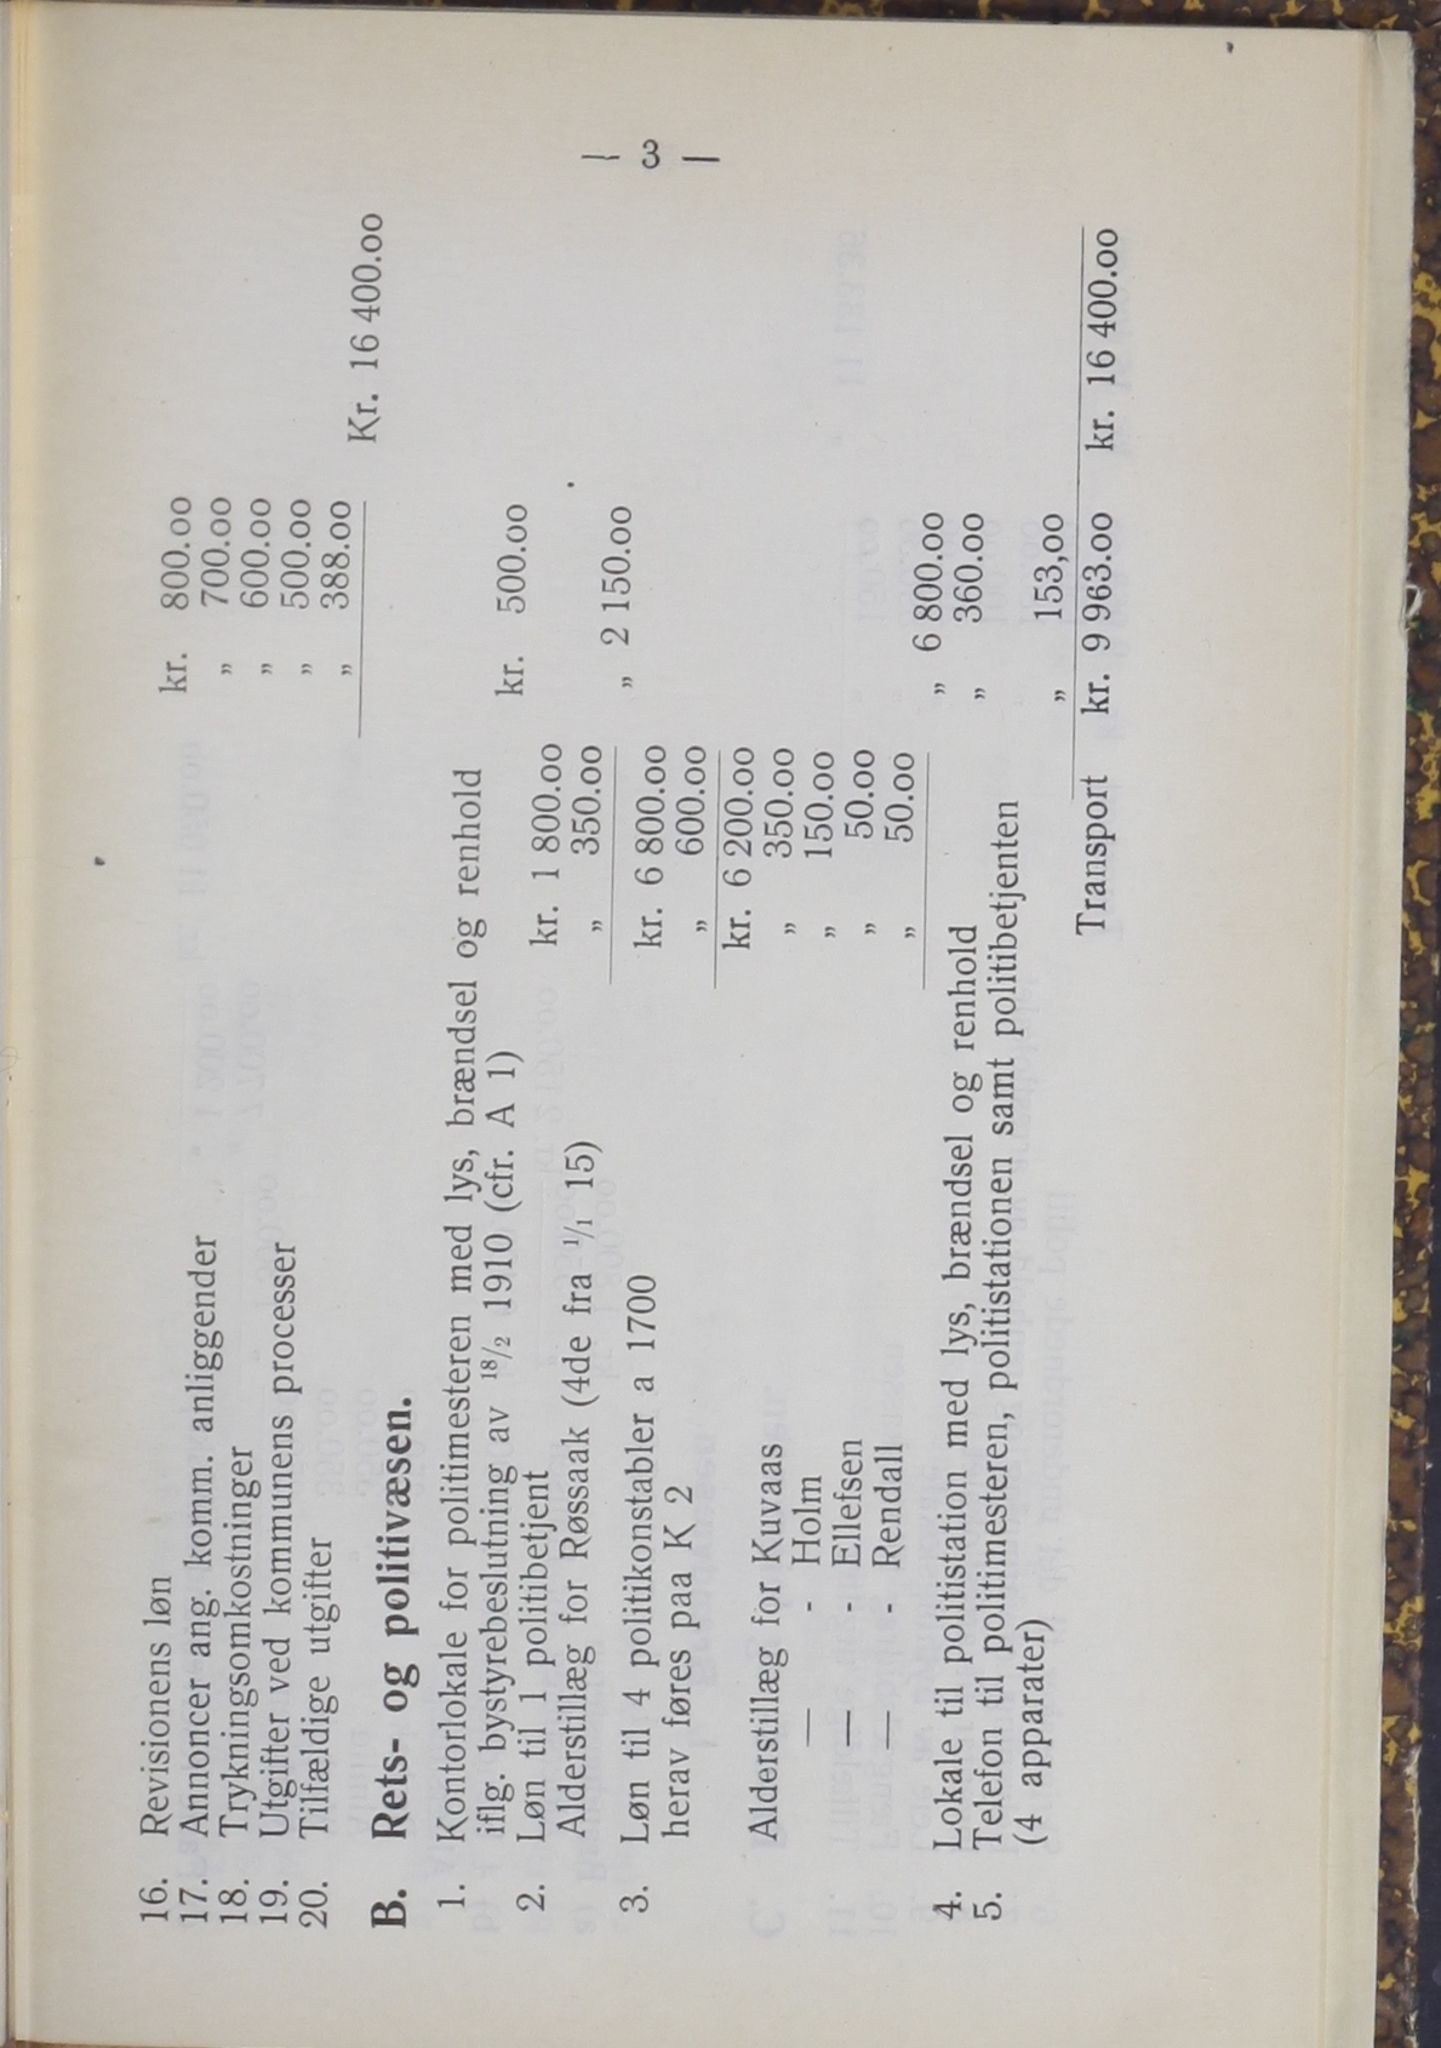 — 3 —
16. Revisionens løn kr. 800.00
17. Annoncer ang. komm. anliggender „ 700.00
18. Trykningsomkostninger „ 600.00
19. Utgifter ved kommunens processer „ 500.00
20. Tilfældige utgifter „ 388.00
Kr. 16 400.00
B. Rets- og politivæsen.
1. Kontorlokale for politimesteren med lys, brændsel og renhold
iflg. bystyrebeslutning av 18/2 1910 (cfr. A 1) kr. 500.00
2. Løn til 1 politibetjent kr. 1 800.00
Alderstillæg for Røssaak (4de fra 1/1 15) „ 350.00
„ 2 150.00
3. Løn til 4 politikonstabler a 1700 kr. 6 800.00
herav føres paa K 2 „ 600.00
kr. 6 200.00
Alderstillæg for Kuvaas „ 350.00
— - Holm „ 150.00
— - Ellefsen „ 50.00
— - Rendall „ 50.00
„ 6 800.00
4. Lokale til politistation med lys, brændsel og renhold „ 360.00
5. Telefon til politimesteren, politistationen samt politibetjenten
(4 apparater) „ 153,00
Transport kr. 9 963.00 kr. 16 400.00